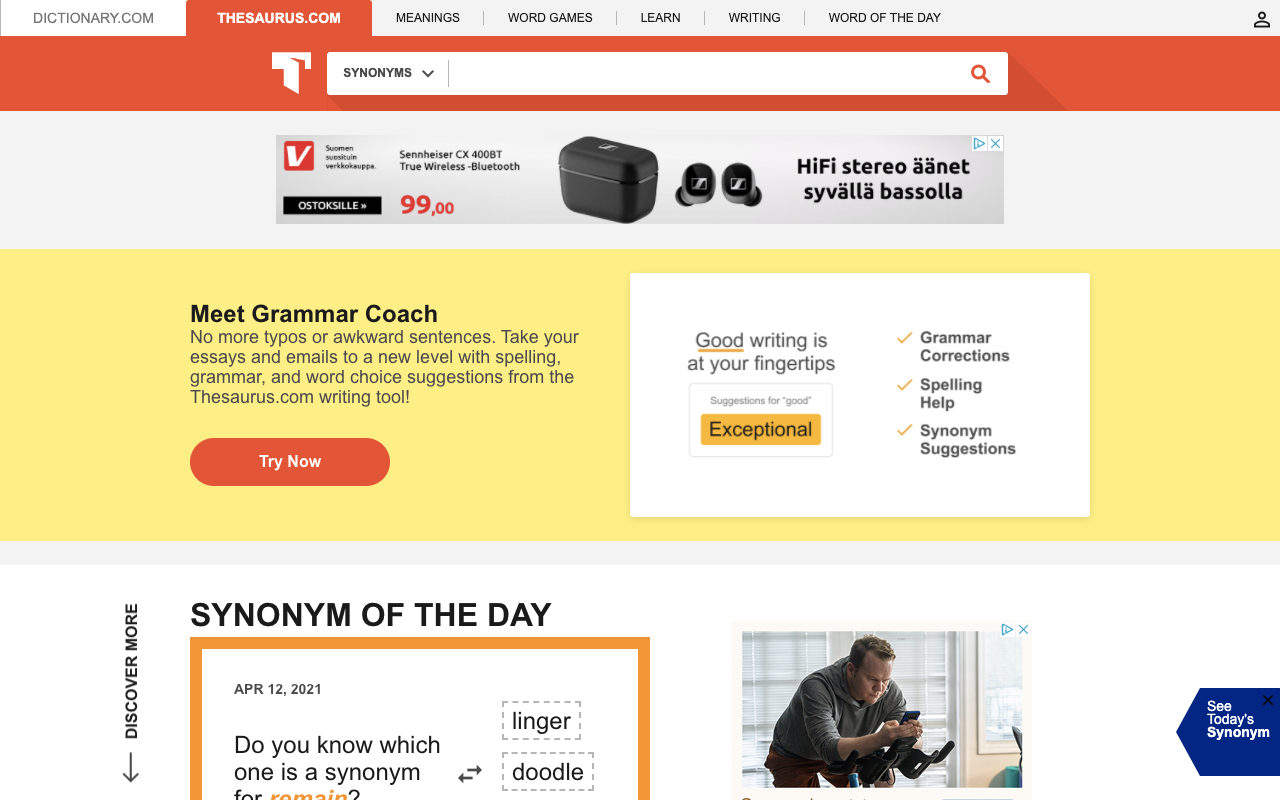 DICTIONARY.COM
THESAURUS.COM
MEANINGS
WORD GAMES
LEARN
WRITING
WORD OF THE DAY
SYNONYMS
Suomen
suosituin
verkkokauppa.
OSTOKSILLE »
Sennheiser CX 400BT
True Wireless -Bluetooth
99,00
HiFi stereo äänet
syvällä bassolla
Meet Grammar Coach
No more typos or awkward sentences. Take your
essays and emails to a new level with spelling,
grammar, and word choice suggestions from the
Thesaurus.com writing tool!
Try Now
Good writing is
at your fingertips
Suggestions for "good"
Exceptional
Grammar
Corrections
Spelling
Help
Synonym
Suggestions
DISCOVER MORE
SYNONYM OF THE DAY
APR 12, 2021
Do you know which
one is a synonym
for remain?
linger
doodle
See
Today's
Synonym